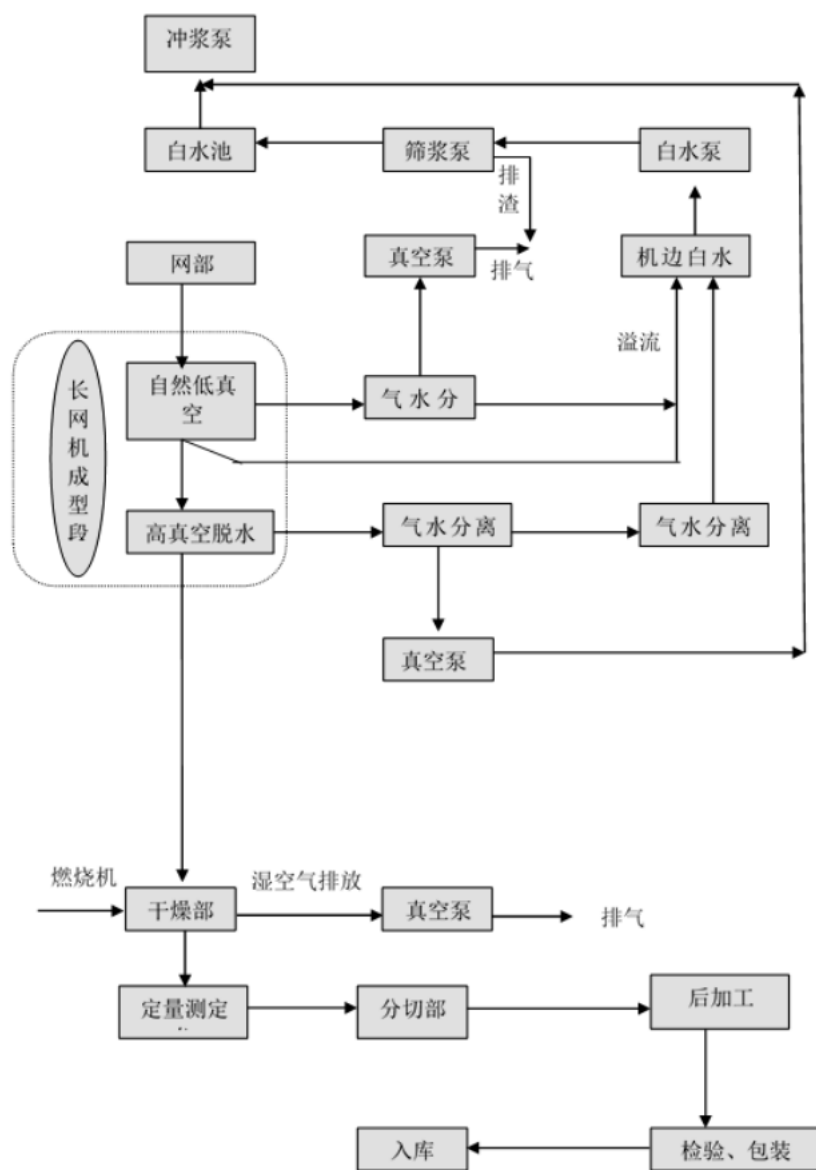 冲浆泵
白水池
筛浆泵
白水泵
排
渣
网部
真空泵
排气
机边白水
溢流
长
网
机
成
型
段
自然低真
空
气水分
高真空脱水
气水分离
气水分离
真空泵
燃烧机
干燥部
湿空气排放
真空泵
排气
定量测定
分切部
后加工
入库
检验、包装